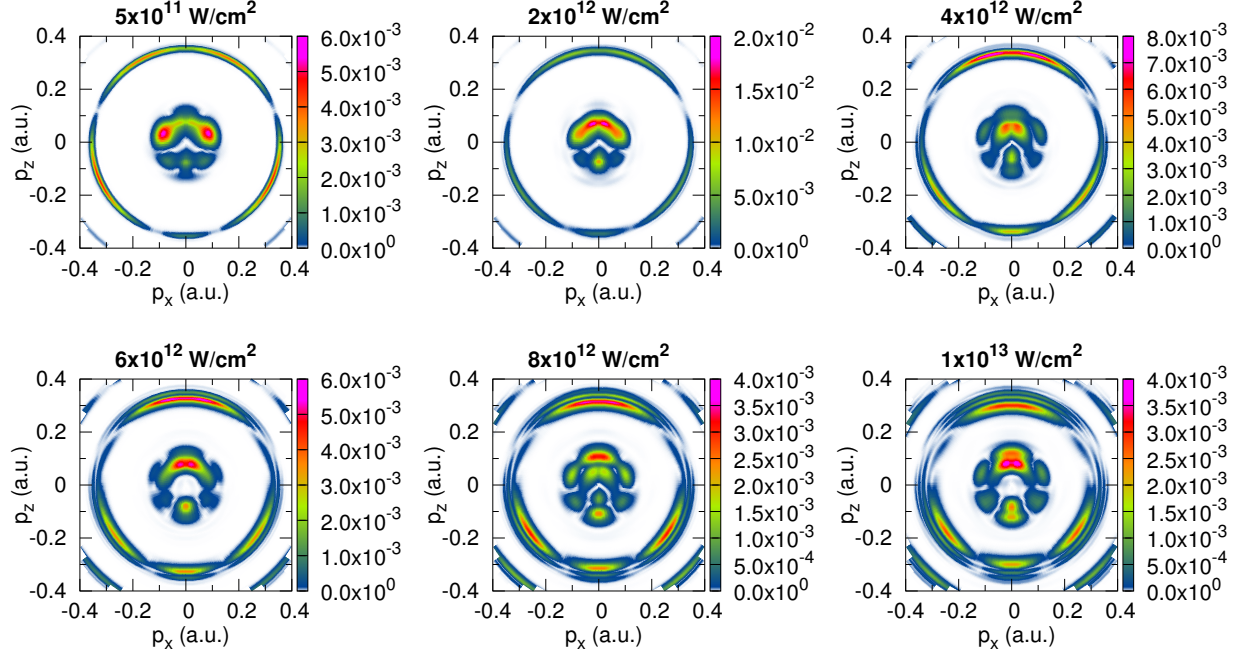 5x10^11 W/cm^2
2x10^12 W/cm^2
4x10^12 W/cm^2
p_z (a.u.)
0.4
0.2
0
-0.2
-0.4
-0.4 -0.2 0 0.2 0.4
p_x (a.u.)
6.0x10^-3
5.0x10^-3
4.0x10^-3
3.0x10^-3
2.0x10^-3
1.0x10^-3
0.0x10^0
p_z (a.u.)
0.4
0.2
0
-0.2
-0.4
-0.4 -0.2 0 0.2 0.4
p_x (a.u.)
2.0x10^-2
1.5x10^-2
1.0x10^-2
5.0x10^-3
0.0x10^0
p_z (a.u.)
0.4
0.2
0
-0.2
-0.4
-0.4 -0.2 0 0.2 0.4
p_x (a.u.)
8.0x10^-3
7.0x10^-3
6.0x10^-3
5.0x10^-3
4.0x10^-3
3.0x10^-3
2.0x10^-3
1.0x10^-3
0.0x10^0
6x10^12 W/cm^2
8x10^12 W/cm^2
1x10^13 W/cm^2
p_z (a.u.)
0.4
0.2
0
-0.2
-0.4
-0.4 -0.2 0 0.2 0.4
p_x (a.u.)
6.0x10^-3
5.0x10^-3
4.0x10^-3
3.0x10^-3
2.0x10^-3
1.0x10^-3
0.0x10^0
p_z (a.u.)
0.4
0.2
0
-0.2
-0.4
-0.4 -0.2 0 0.2 0.4
p_x (a.u.)
4.0x10^-3
3.5x10^-3
3.0x10^-3
2.5x10^-3
2.0x10^-3
1.5x10^-3
1.0x10^-3
5.0x10^-4
0.0x10^0
p_z (a.u.)
0.4
0.2
0
-0.2
-0.4
-0.4 -0.2 0 0.2 0.4
p_x (a.u.)
4.0x10^-3
3.5x10^-3
3.0x10^-3
2.5x10^-3
2.0x10^-3
1.5x10^-3
1.0x10^-3
5.0x10^-4
0.0x10^0